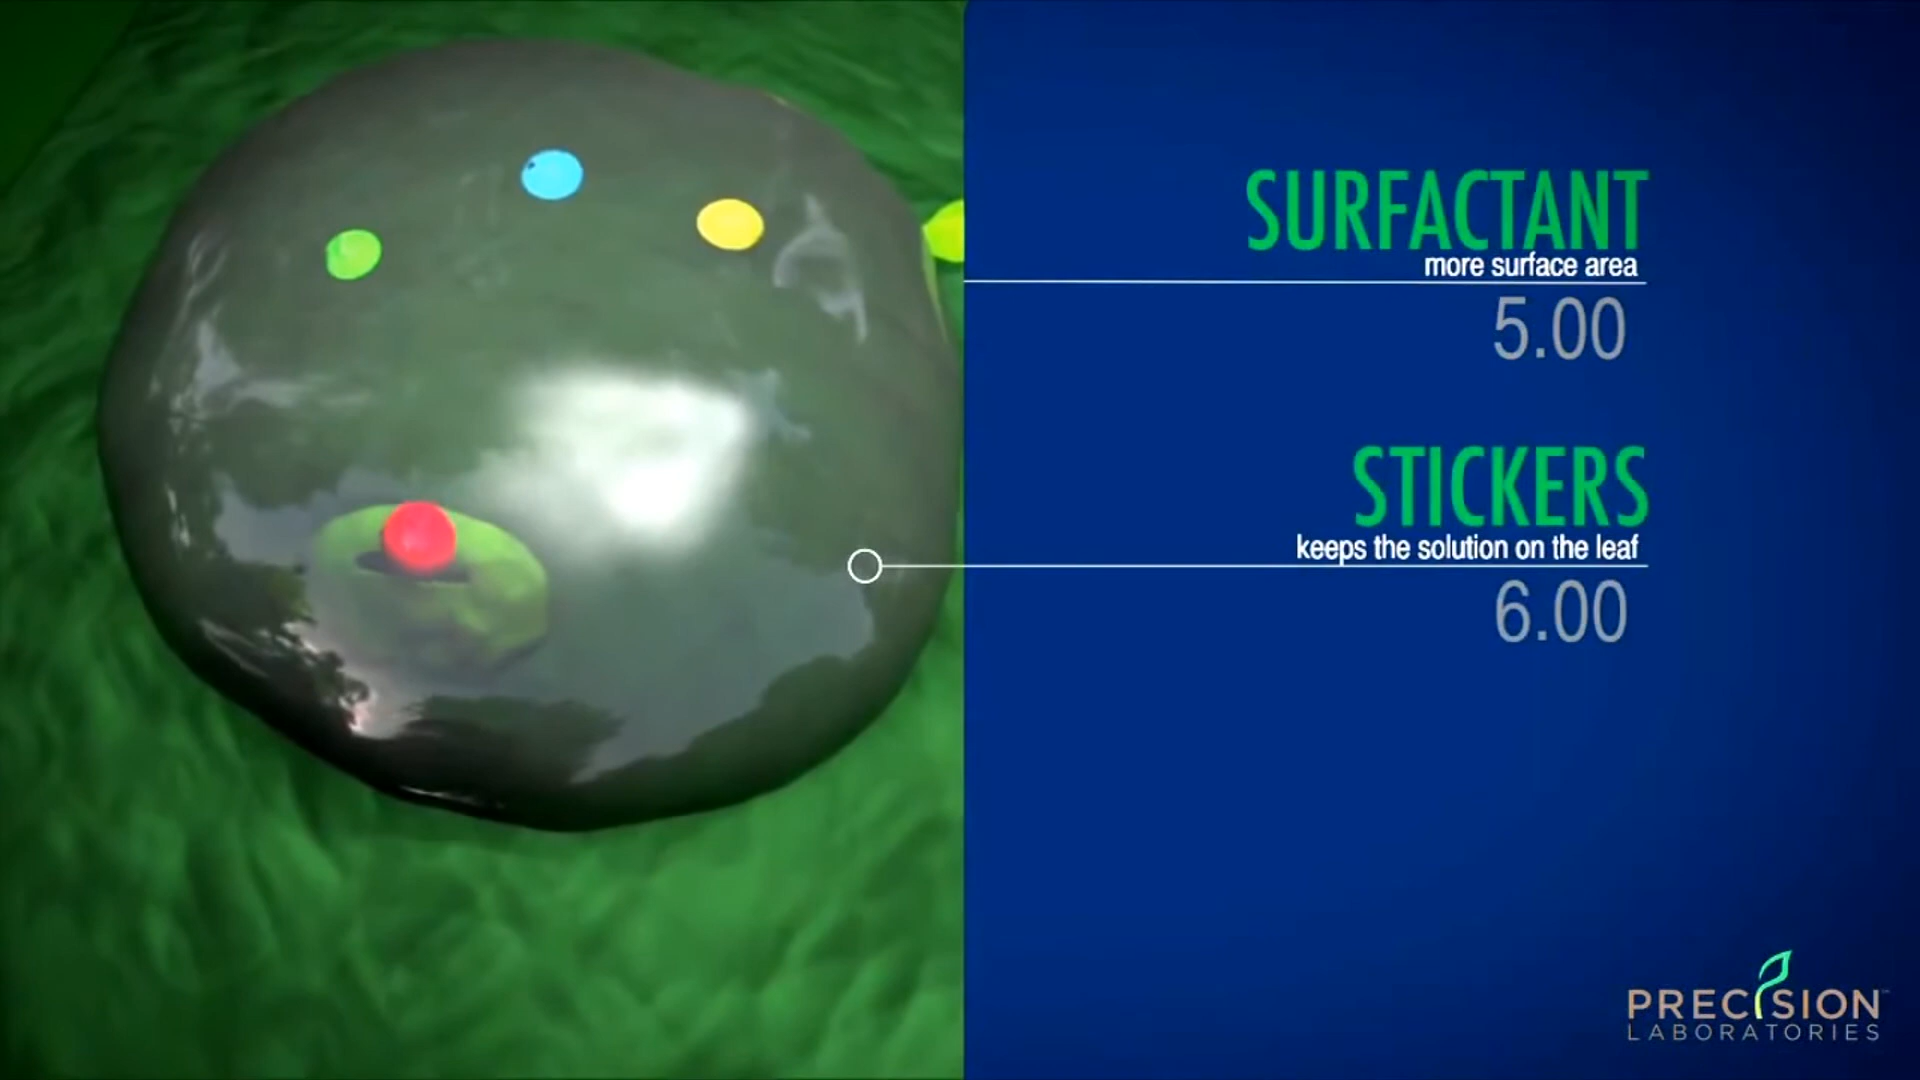 SURFACTANT
more surface area
5.00
STICKERS
keeps the solution on the leaf
6.00
PRECISION
LABORATORIES